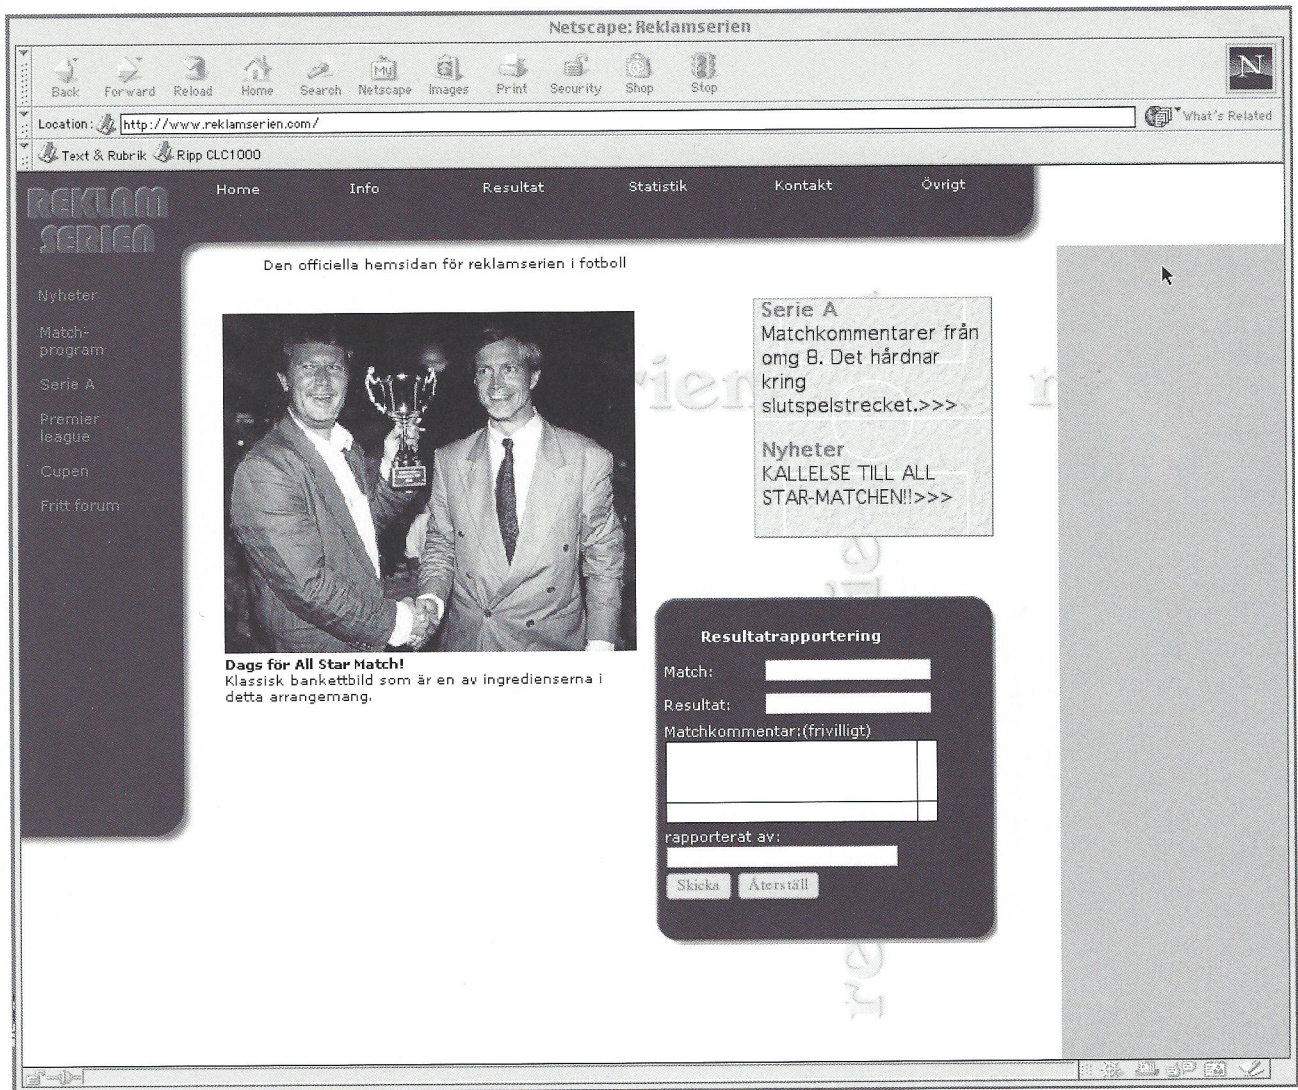 Netscape: Reklamserien
Back Forward Reload Home Search Netscape Images Print Security Shop Stop
My
N
Location: http://www.reklamserien.com/
What's Related
Text & Rubrik Ripp CLC1000
REKLAM
SERIEN
Home Info Resultat Statistik Kontakt Övrigt
Den officiella hemsidan för reklamserien i fotboll
Nyheter
Match-
program
Serie A
Premier
league
Cupen
Fritt forum
Serie A
Matchkommentarer från
omg 8. Det hårdnar
kring
slutspelstrecket.>>>
Nyheter
KALLELSE TILL ALL
STAR-MATCHEN!!>>>
Dags för All Star Match!
Klassisk bankettbild som är en av ingredienserna i
detta arrangemang.
Resultatrapportering
Match:
Resultat:
Matchkommentar:(frivilligt)
rapporterat av:
Skicka Återställ